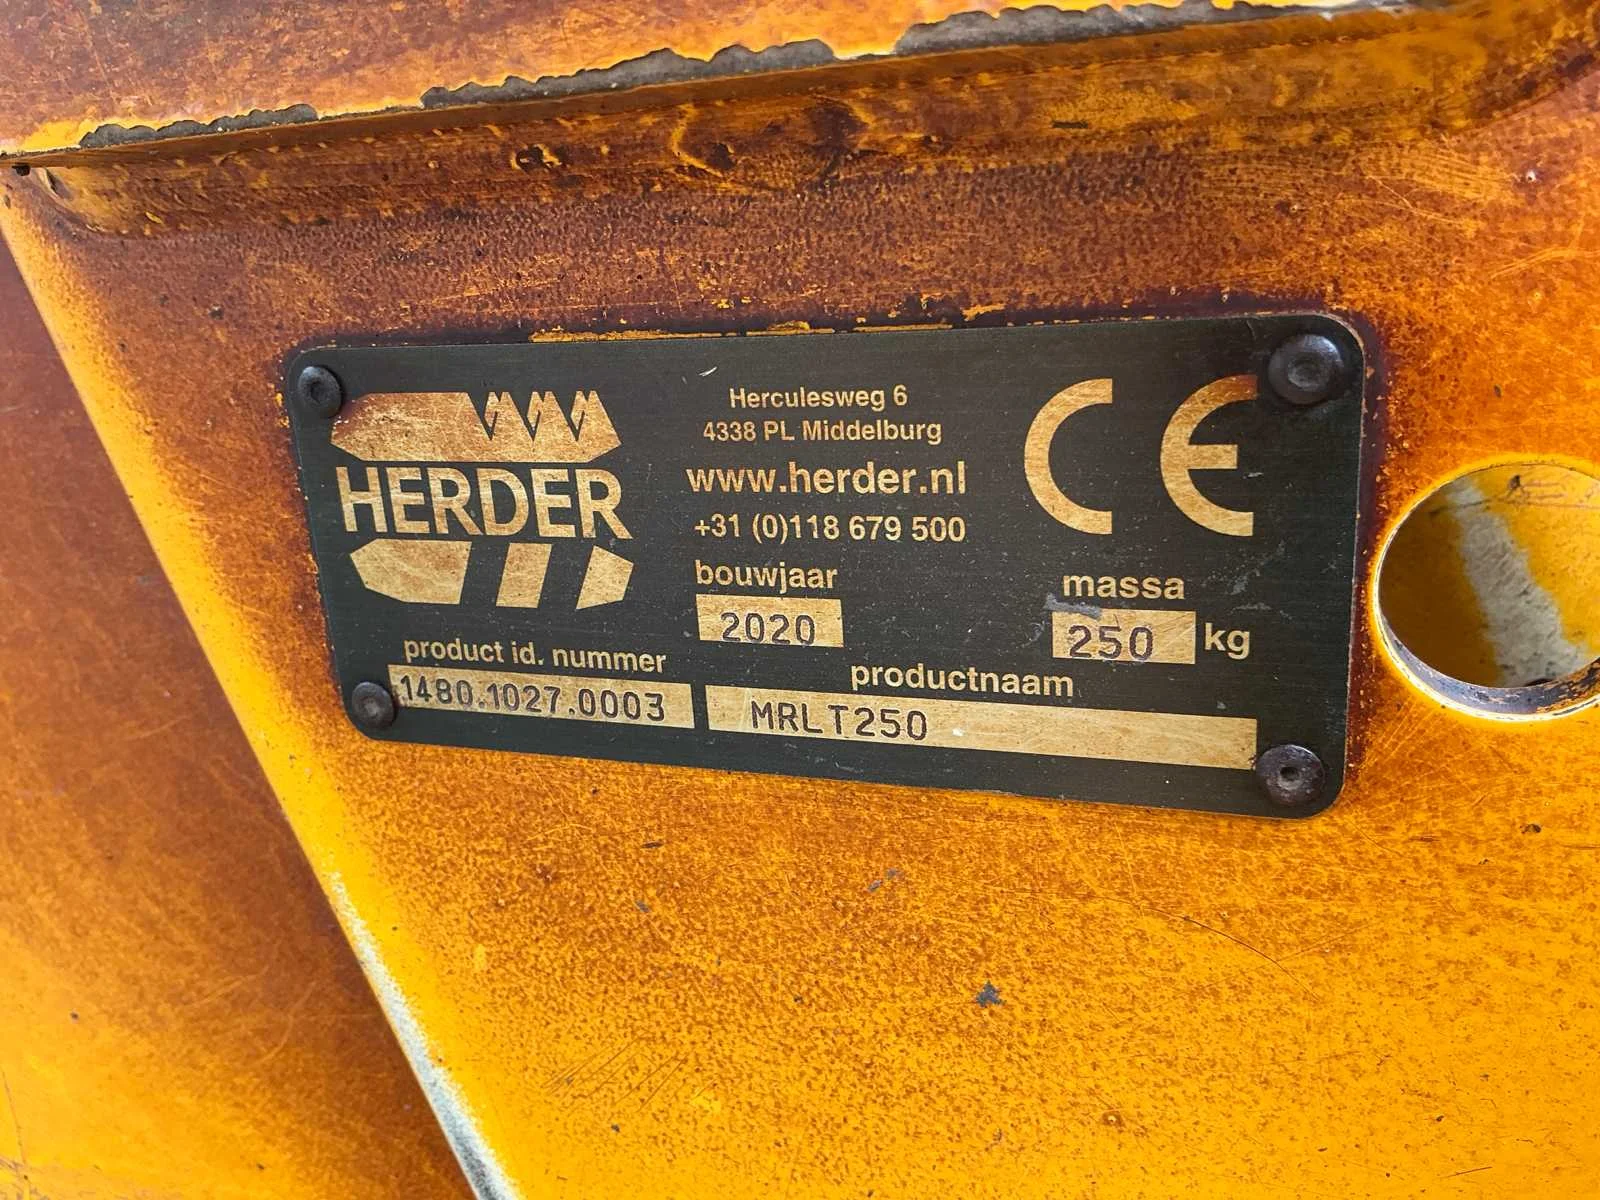 HERDER
Herculesweg 6
4338 PL Middelburg
www.herder.nl
+31 (0)118 679 500
CE
bouwjaar
2020
massa
250 kg
product id. nummer
1480.1027.0003
productnaam
MRLT250